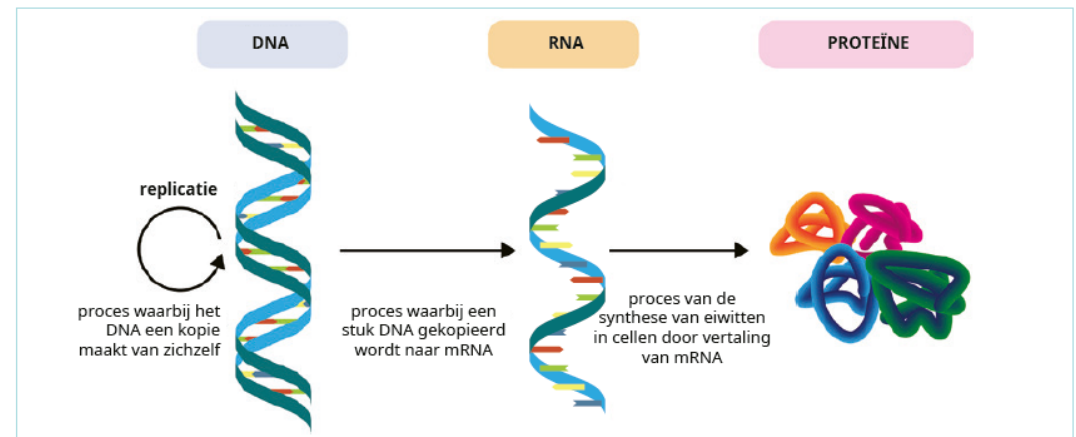 DNA
RNA
PROTEÏNE
replicatie
proces waarbij het
DNA een kopie
maakt van zichzelf
proces waarbij een
stuk DNA gekopieerd
wordt naar mRNA
proces van de
synthese van eiwitten
in cellen door vertaling
van mRNA